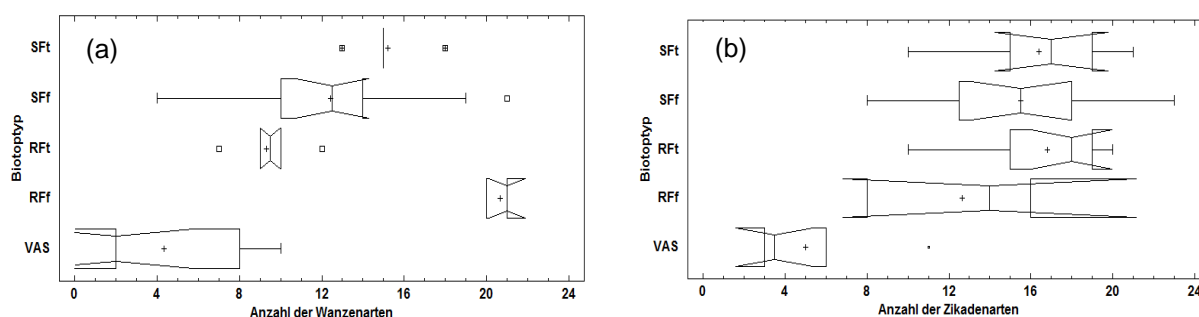 (a)
Biotoptyp
SFt
SFf
RFt
RFf
VAS
0 4 8 12 16 20 24
Anzahl der Wanzenarten
(b)
Biotoptyp
SFt
SFf
RFt
RFf
VAS
0 4 8 12 16 20 24
Anzahl der Zikadenarten